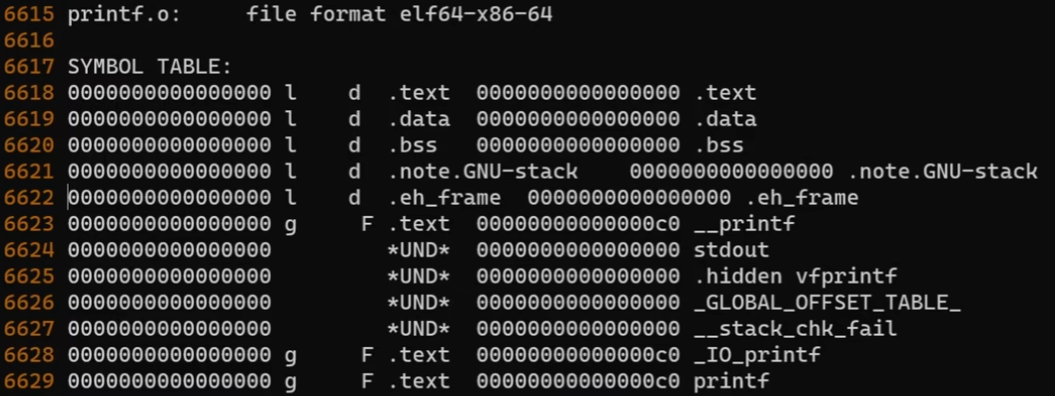 6615 printf.o:     file format elf64-x86-64
6616
6617 SYMBOL TABLE:
6618 0000000000000000 l    d  .text  0000000000000000 .text
6619 0000000000000000 l    d  .data  0000000000000000 .data
6620 0000000000000000 l    d  .bss  0000000000000000 .bss
6621 0000000000000000 l    d  .note.GNU-stack    0000000000000000 .note.GNU-stack
6622 0000000000000000 l    d  .eh_frame  0000000000000000 .eh_frame
6623 0000000000000000 g     F .text  00000000000000c0 __printf
6624 0000000000000000         *UND*  0000000000000000 stdout
6625 0000000000000000         *UND*  0000000000000000 .hidden vfprintf
6626 0000000000000000         *UND*  0000000000000000 _GLOBAL_OFFSET_TABLE_
6627 0000000000000000         *UND*  0000000000000000 __stack_chk_fail
6628 0000000000000000 g     F .text  00000000000000c0 _IO_printf
6629 0000000000000000 g     F .text  00000000000000c0 printf